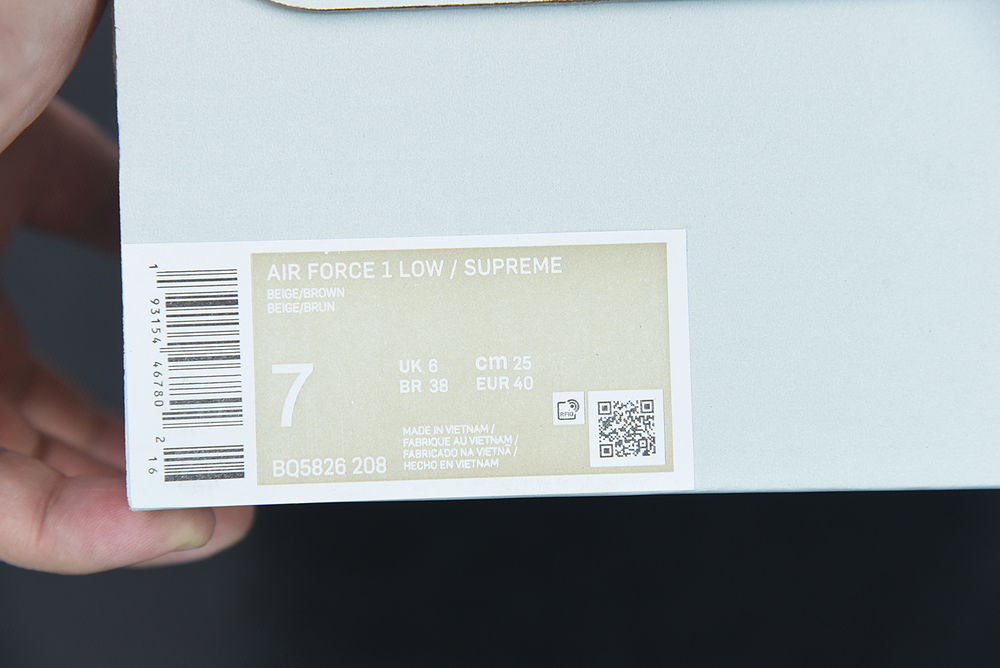 AIR FORCE 1 LOW / SUPREME
BEIGE/BROWN
BEIGE/BRUN
7
UK 6 cm 25
BR 38 EUR 40
RFID
MADE IN VIETNAM /
FABRIQUE AU VIETNAM /
FABRICADO NA VIETNÃ /
HECHO EN VIETNAM
BQ5826 208
1 93154 46780 2 16